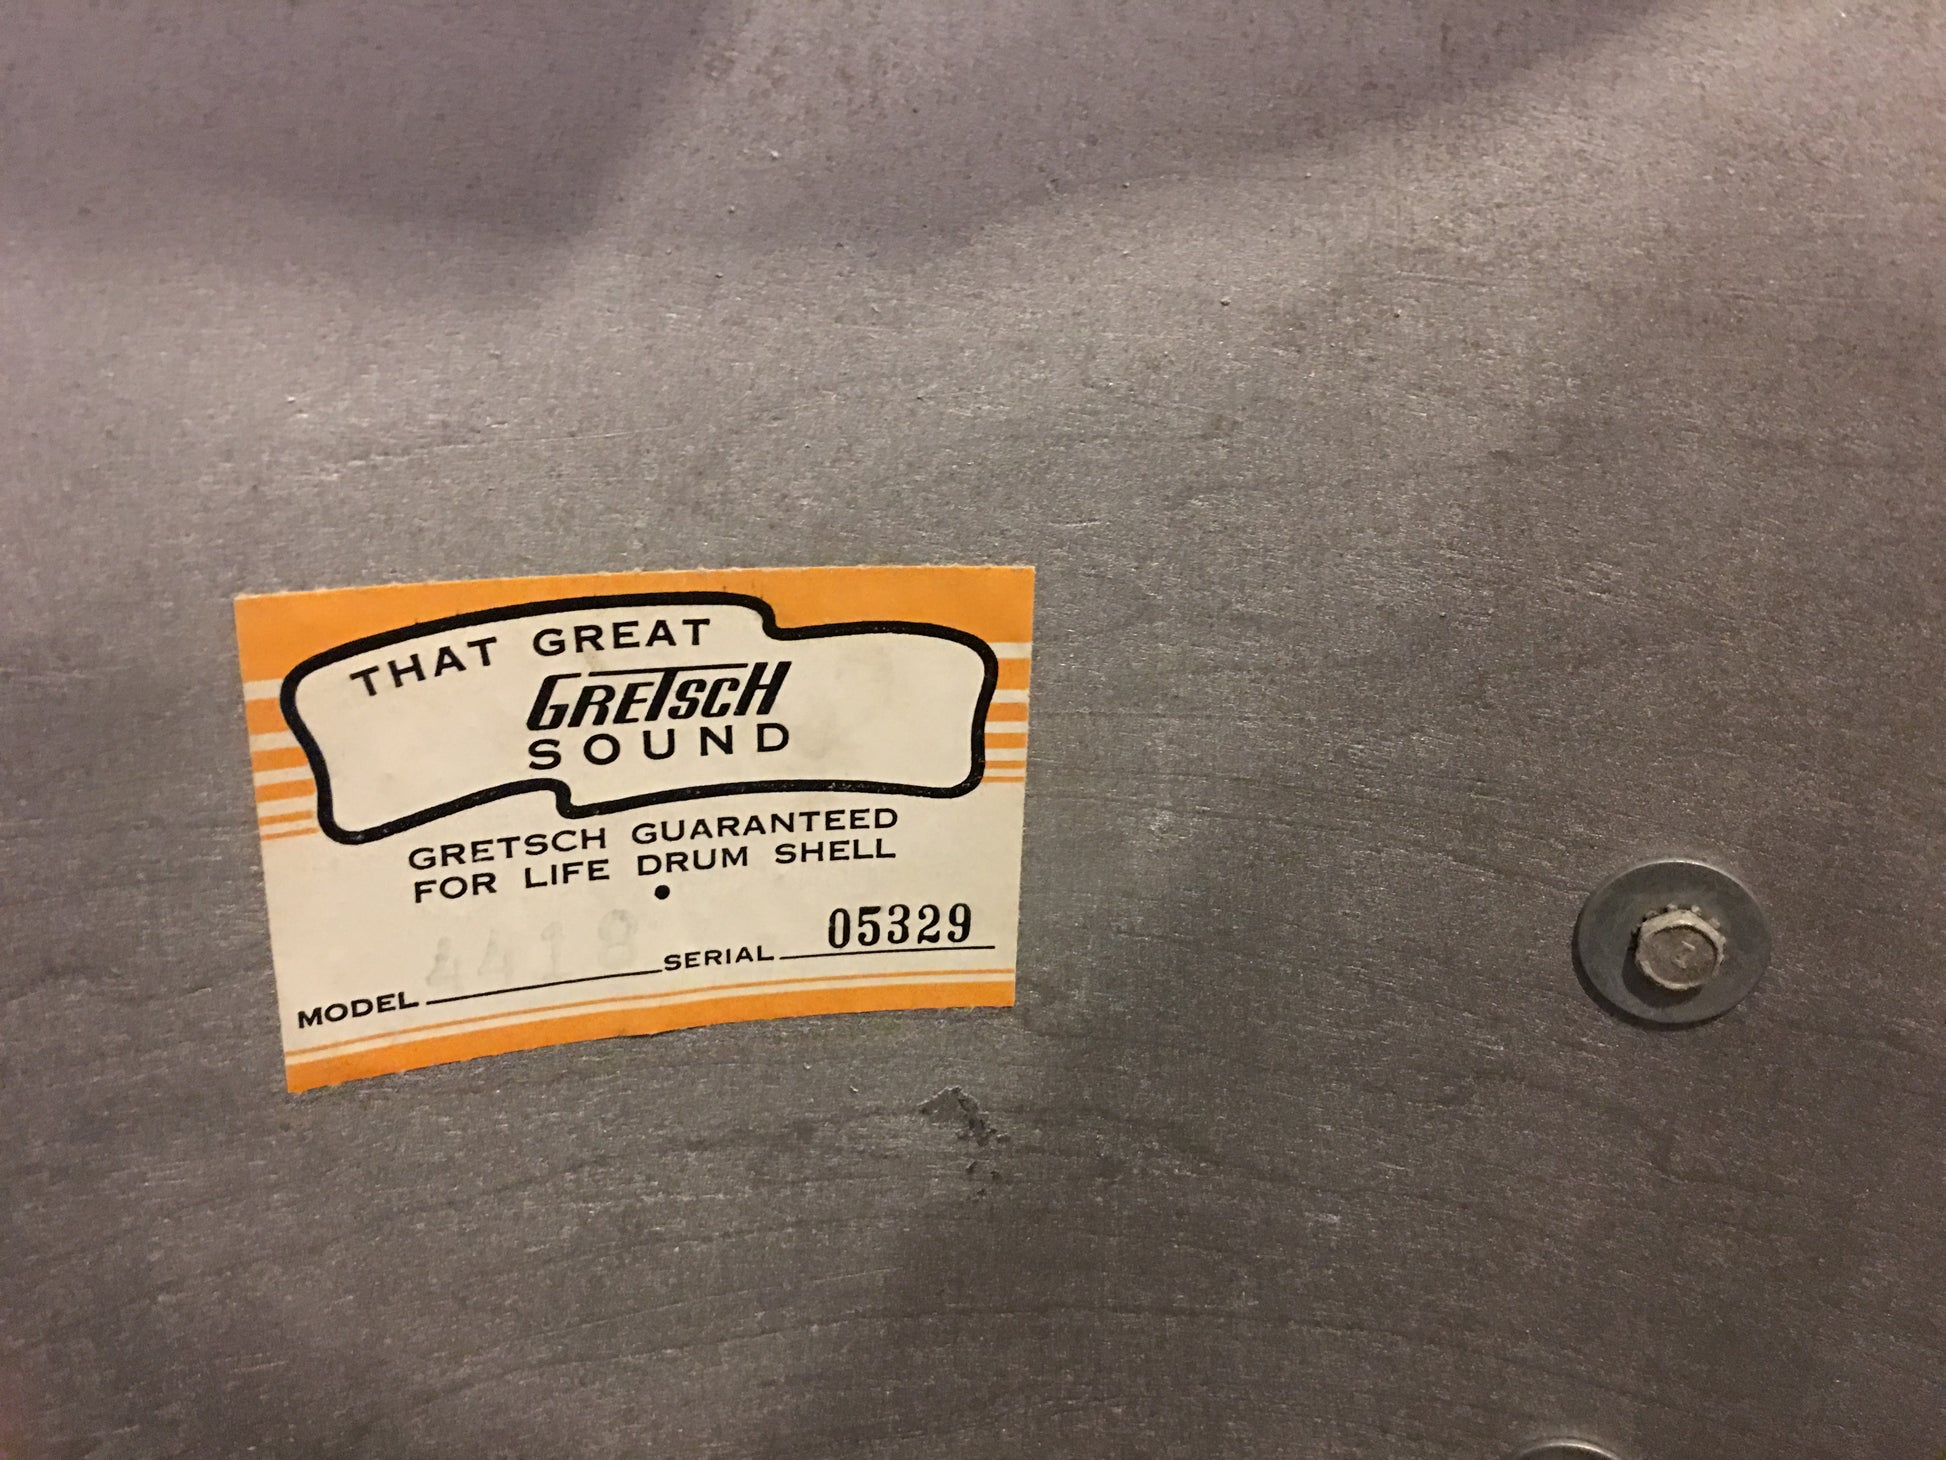 THAT GREAT
GRETSCH
SOUND
GRETSCH GUARANTEED
FOR LIFE DRUM SHELL
MODEL 4418 SERIAL 05329